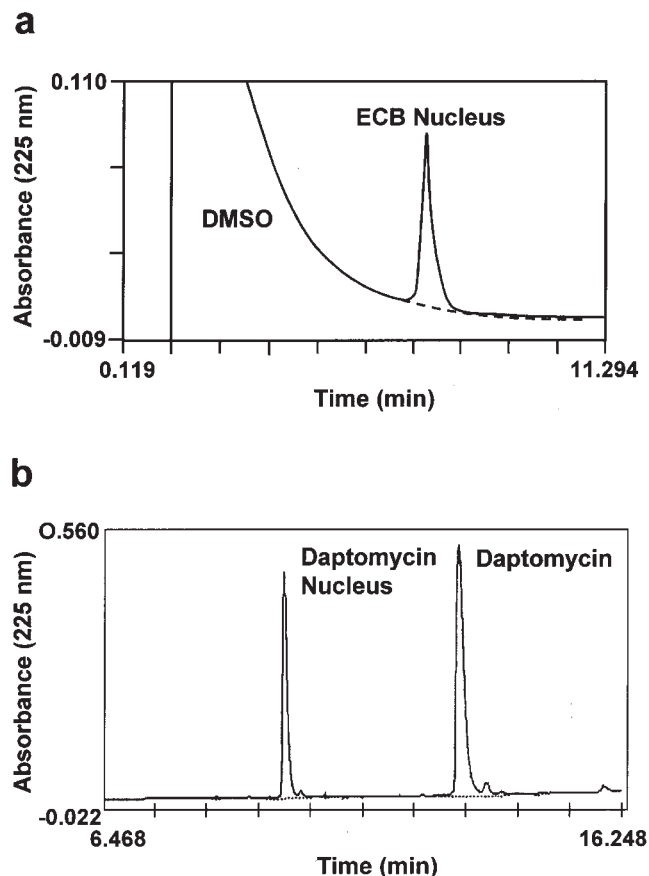 a
0.110
ECB Nucleus
DMSO
Absorbance (225 nm)
-0.009
0.119
11.294
Time (min)
b
O.560
Daptomycin
Nucleus
Daptomycin
Absorbance (225 nm)
-0.022
6.468
16.248
Time (min)